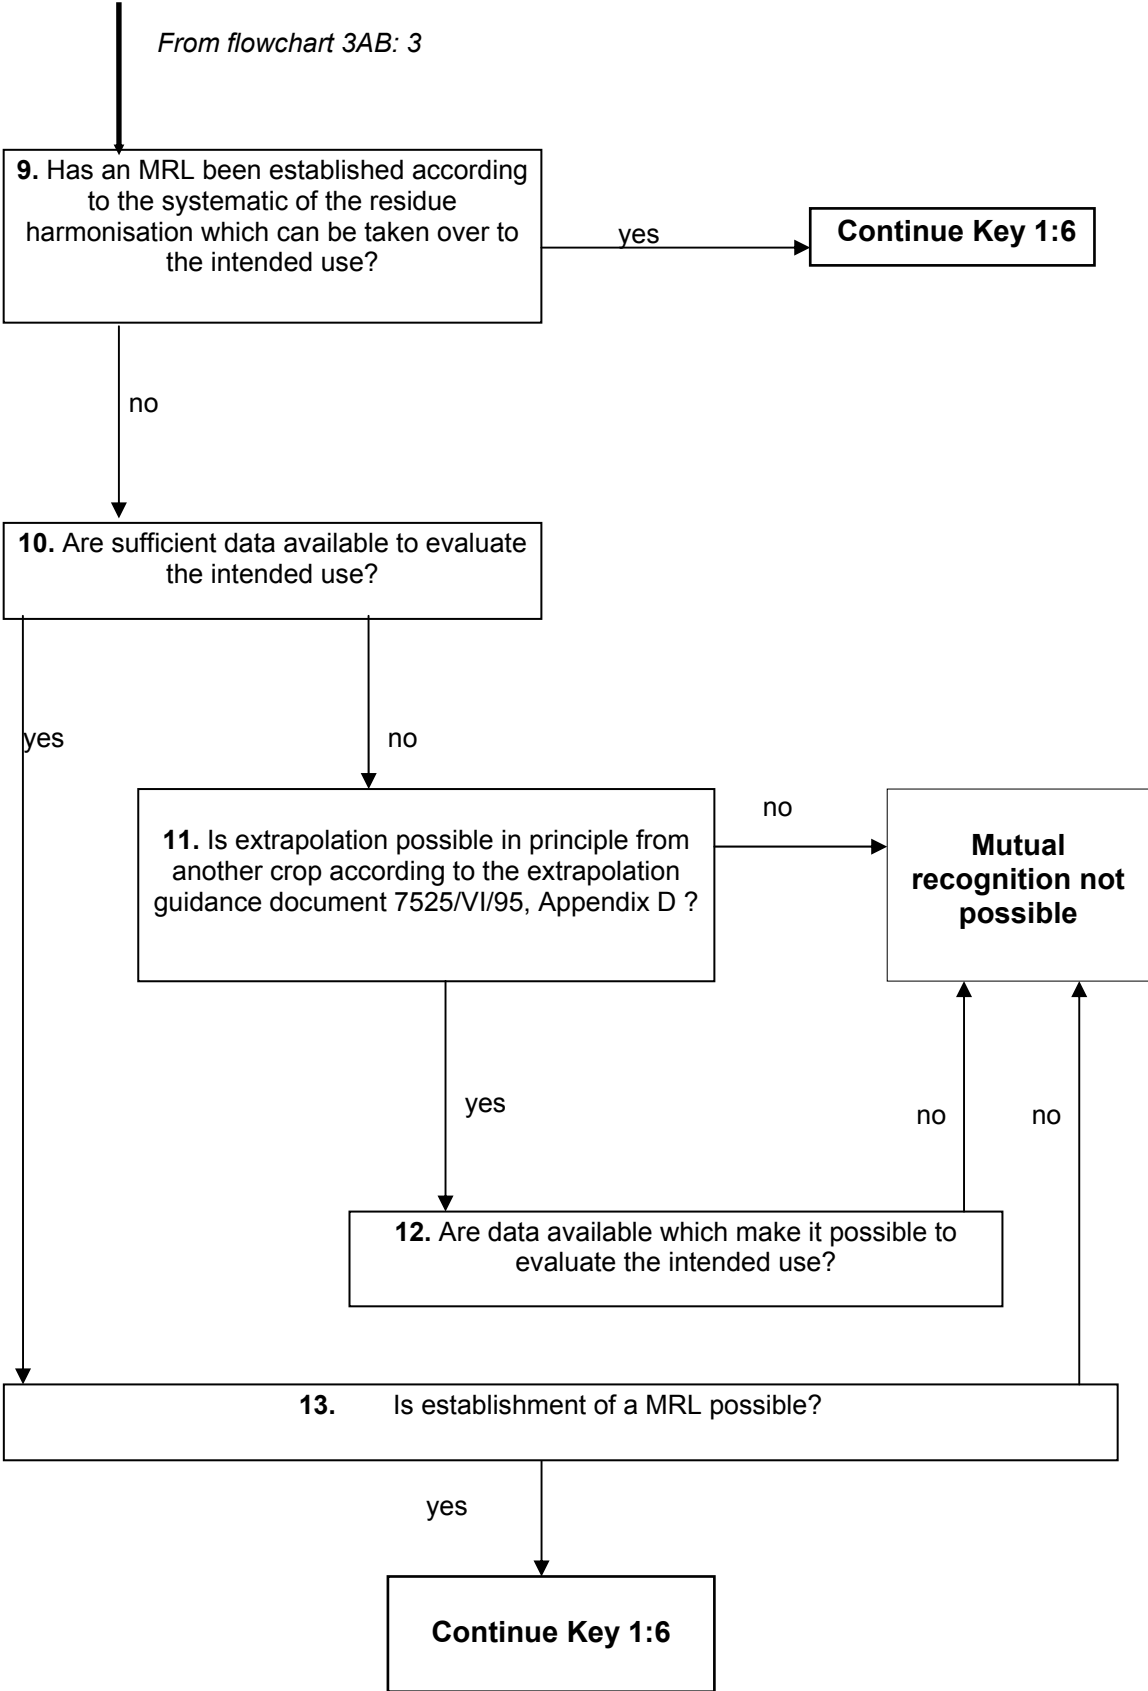 From flowchart 3AB: 3
9. Has an MRL been established according
to the systematic of the residue
harmonisation which can be taken over to
the intended use?
yes
Continue Key 1:6
no
10. Are sufficient data available to evaluate
the intended use?
yes
no
11. Is extrapolation possible in principle from
another crop according to the extrapolation
guidance document 7525/VI/95, Appendix D ?
no
Mutual
recognition not
possible
yes
no
no
12. Are data available which make it possible to
evaluate the intended use?
13. Is establishment of a MRL possible?
yes
Continue Key 1:6